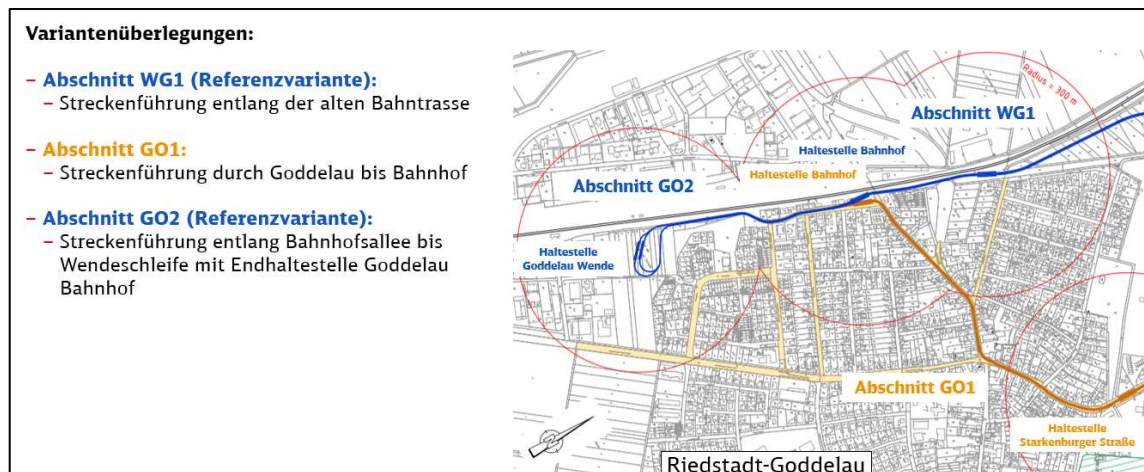 Variantenüberlegungen:
– Abschnitt WG1 (Referenzvariante):
– Streckenführung entlang der alten Bahntrasse
– Abschnitt GO1:
– Streckenführung durch Goddelau bis Bahnhof
– Abschnitt GO2 (Referenzvariante):
– Streckenführung entlang Bahnhofsallee bis
Wendeschleife mit Endhaltestelle Goddelau
Bahnhof
Radius = 300 m
Abschnitt WG1
Haltestelle Bahnhof
Haltestelle Bahnhof
Abschnitt GO2
Haltestelle
Goddelau Wende
Abschnitt GO1
Haltestelle
Starkenhurger Straße
Riedstadt-Goddelau